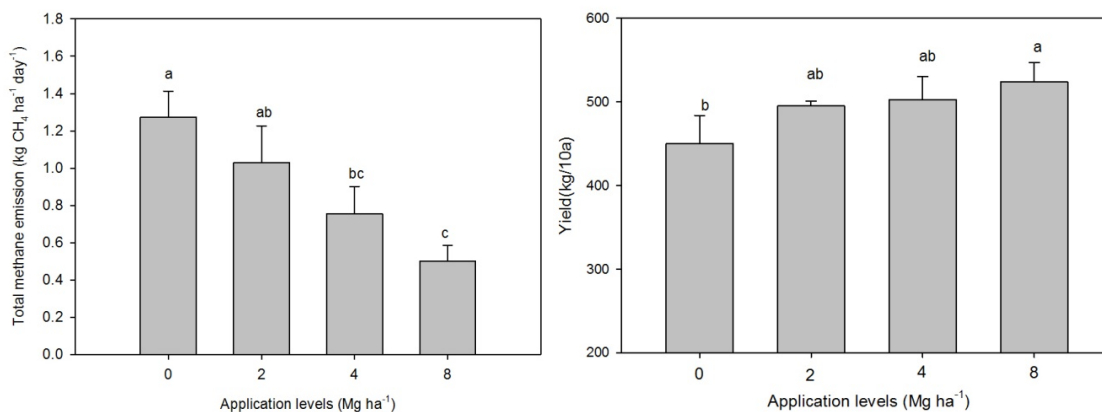 Total methane emission (kg CH₄ ha⁻¹ day⁻¹)
1.8
1.6
1.4
1.2
1.0
0.8
0.6
0.4
0.2
0.0
a
ab
bc
c
0 2 4 8
Application levels (Mg ha⁻¹)
Yield(kg/10a)
600
500
400
300
200
b
ab
ab
a
0 2 4 8
Application levels (Mg ha⁻¹)